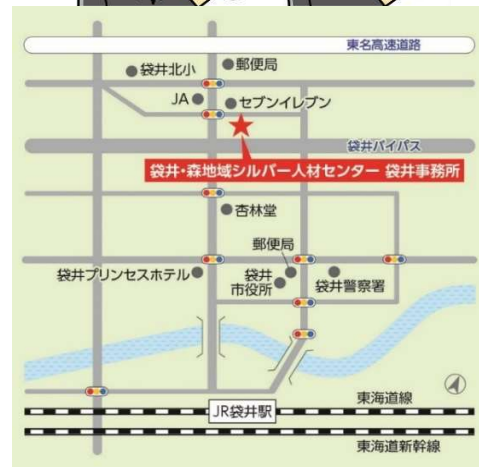 東名高速道路
袋井北小
郵便局
JA
セブンイレブン
袋井バイパス
袋井・森地域シルバー人材センター 袋井事務所
杏林堂
郵便局
袋井プリンセスホテル
袋井
市役所
袋井警察署
東海道線
JR袋井駅
東海道新幹線